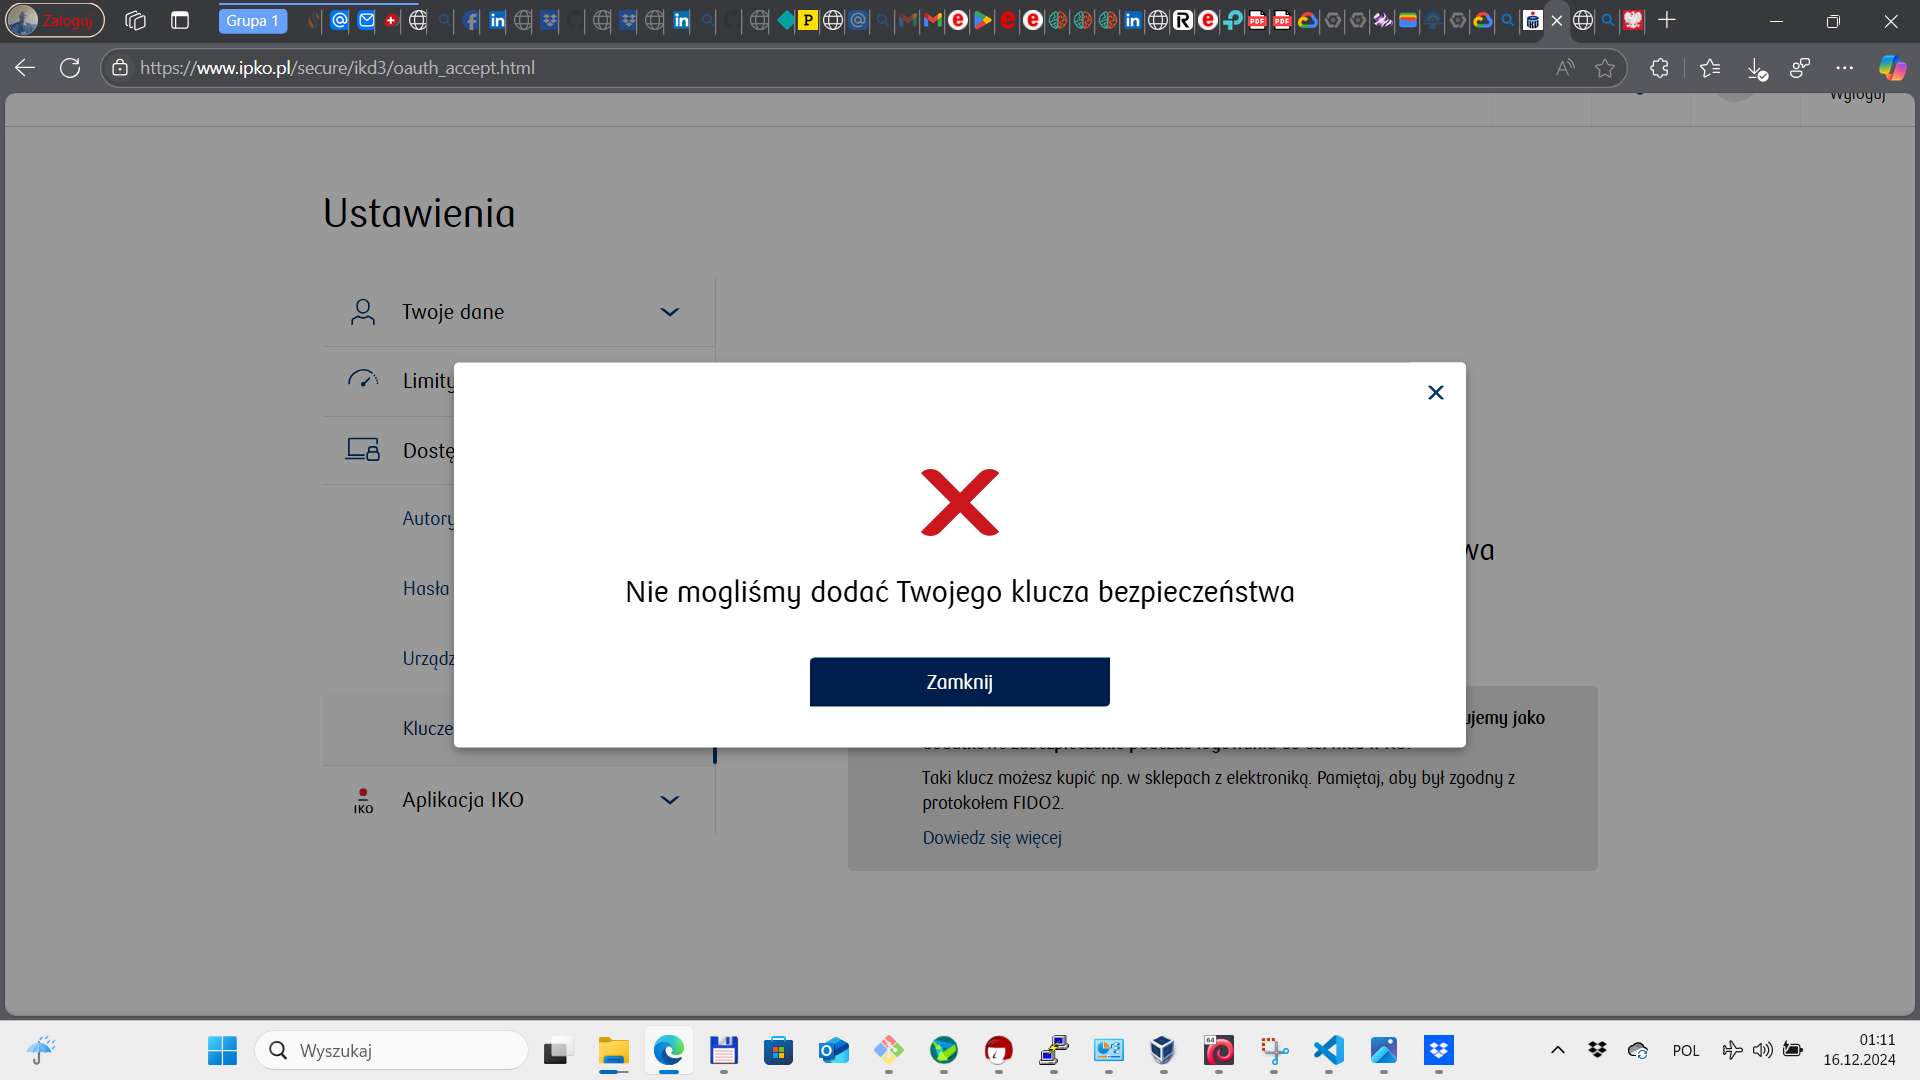 Zaloguj
Grupa 1
https://www.ipko.pl/secure/ikd3/oauth_accept.html
Wyloguj
Ustawienia
Twoje dane
Limity
Dostę
Autory
Hasła
Urządz
Klucze
Aplikacja IKO
IKO
Nie mogliśmy dodać Twojego klucza bezpieczeństwa
Zamknij
wa
ujemy jako
Taki klucz możesz kupić np. w sklepach z elektroniką. Pamiętaj, aby był zgodny z
protokołem FIDO2.
Dowiedz się więcej
Wyszukaj
POL
01:11
16.12.2024